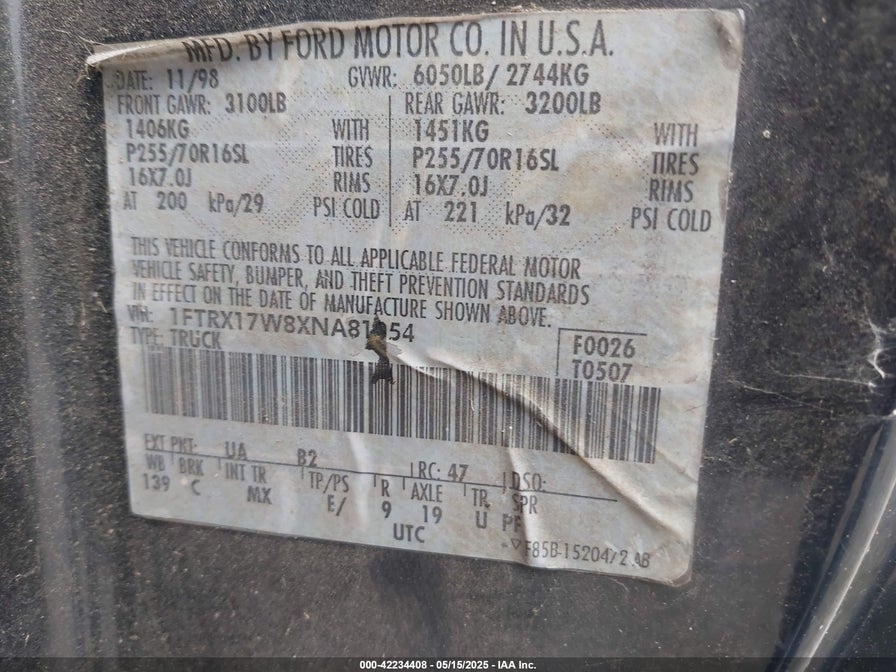 MFD. BY FORD MOTOR CO. IN U.S.A.
DATE: 11/98 GVWR: 6050LB/ 2744KG
FRONT GAWR: 3100LB REAR GAWR: 3200LB
1406KG WITH 1451KG WITH
P255/70R16SL TIRES P255/70R16SL TIRES
16X7.0J RIMS 16X7.0J RIMS
AT 200 kPa/29 PSI COLD AT 221 kPa/32 PSI COLD
THIS VEHICLE CONFORMS TO ALL APPLICABLE FEDERAL MOTOR
VEHICLE SAFETY, BUMPER, AND THEFT PREVENTION STANDARDS
IN EFFECT ON THE DATE OF MANUFACTURE SHOWN ABOVE.
VIN:
TYPE: TRUCK
F0026
T0507
EXT PNT: UA B2 RC: 47 DSO:
WB BRK INT TR TP/PS R AXLE TR SPR
139 C MX E/ 9 19 U PF
UTC
F85B-15204/2 AB
000-42234408 - 05/15/2025 - IAA Inc.